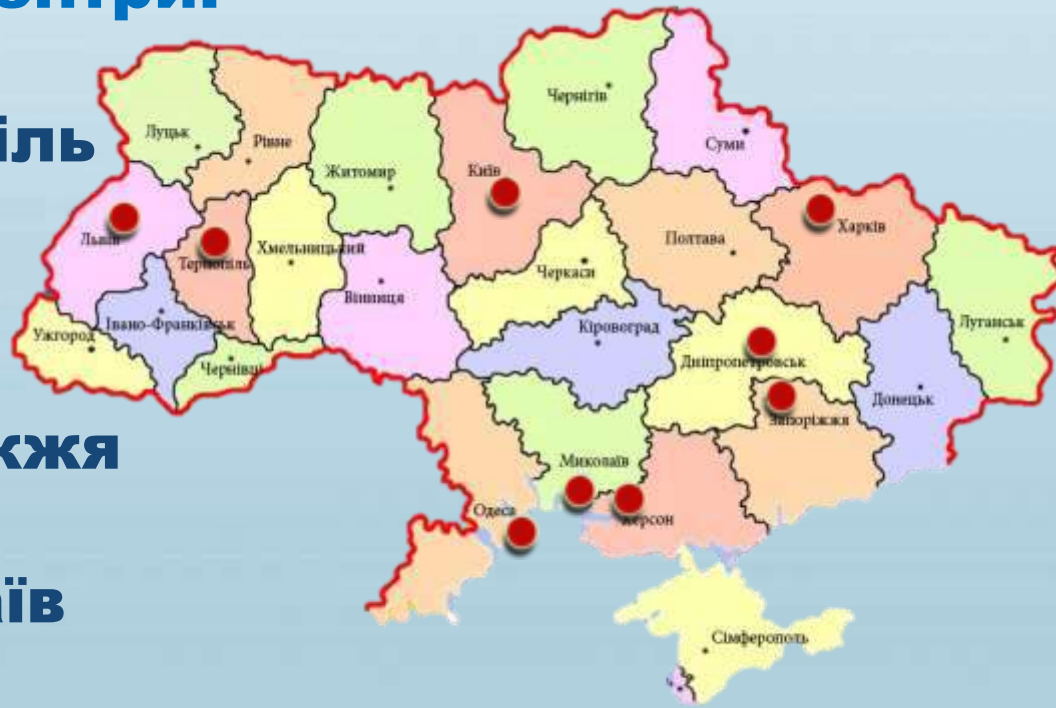 іль
жжя
їв
Чернігів
Луцьк
Рівне
Суми
Житомир
Київ
Львів
Тернопіль
Хмельницький
Полтава
Харків
Черкаси
Вінниця
Ужгород
Івано-Франківськ
Чернівці
Кіровоград
Луганськ
Дніпропетровськ
Донецьк
Запоріжжя
Миколаїв
Одеса
Херсон
Сімферополь